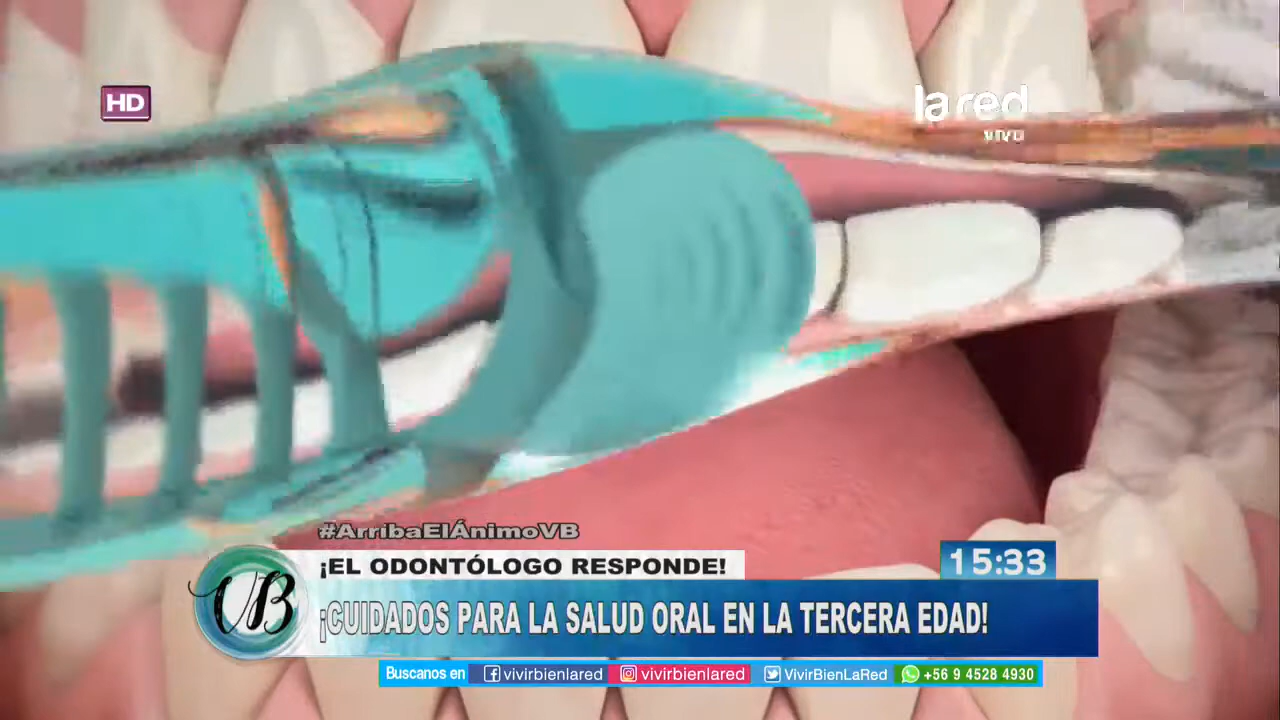 HD
la red
vivo
#ArribaElÁnimoVB
¡EL ODONTÓLOGO RESPONDE!
15:33
VB
¡CUIDADOS PARA LA SALUD ORAL EN LA TERCERA EDAD!
Buscanos en vivirbienlared vivirbienlared VivirBienLaRed +56 9 4528 4930